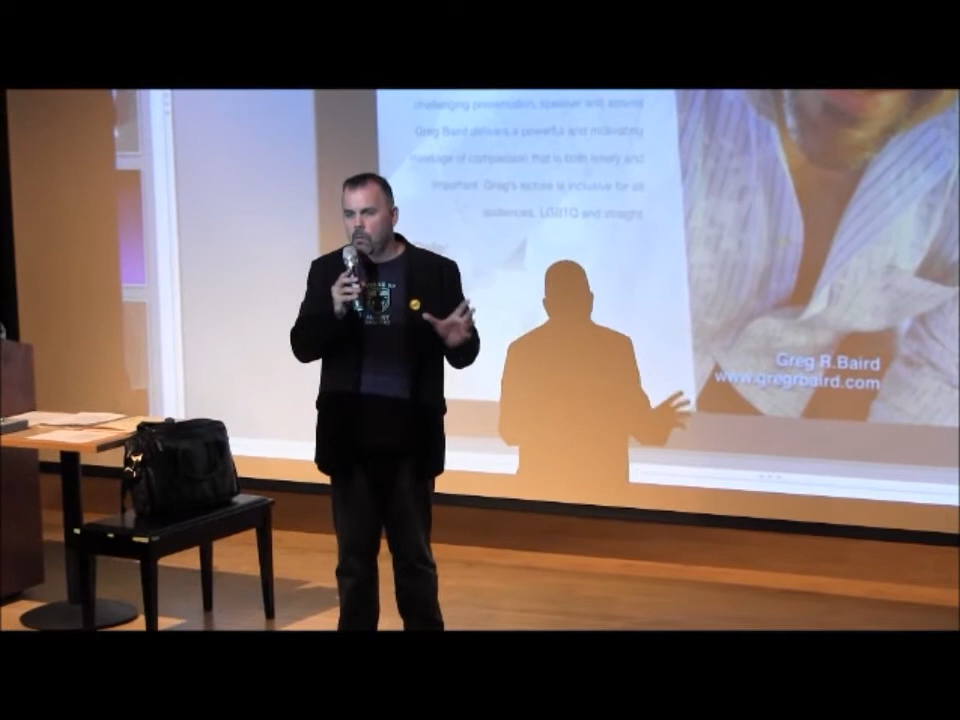 challenging presentation, speaker and activist
Greg Baird delivers a powerful and motivating
message of compassion that is both timely and
important. Greg's lecture is inclusive for all
audiences, LGBTQ and straight
Greg R.Baird
www.gregrbaird.com